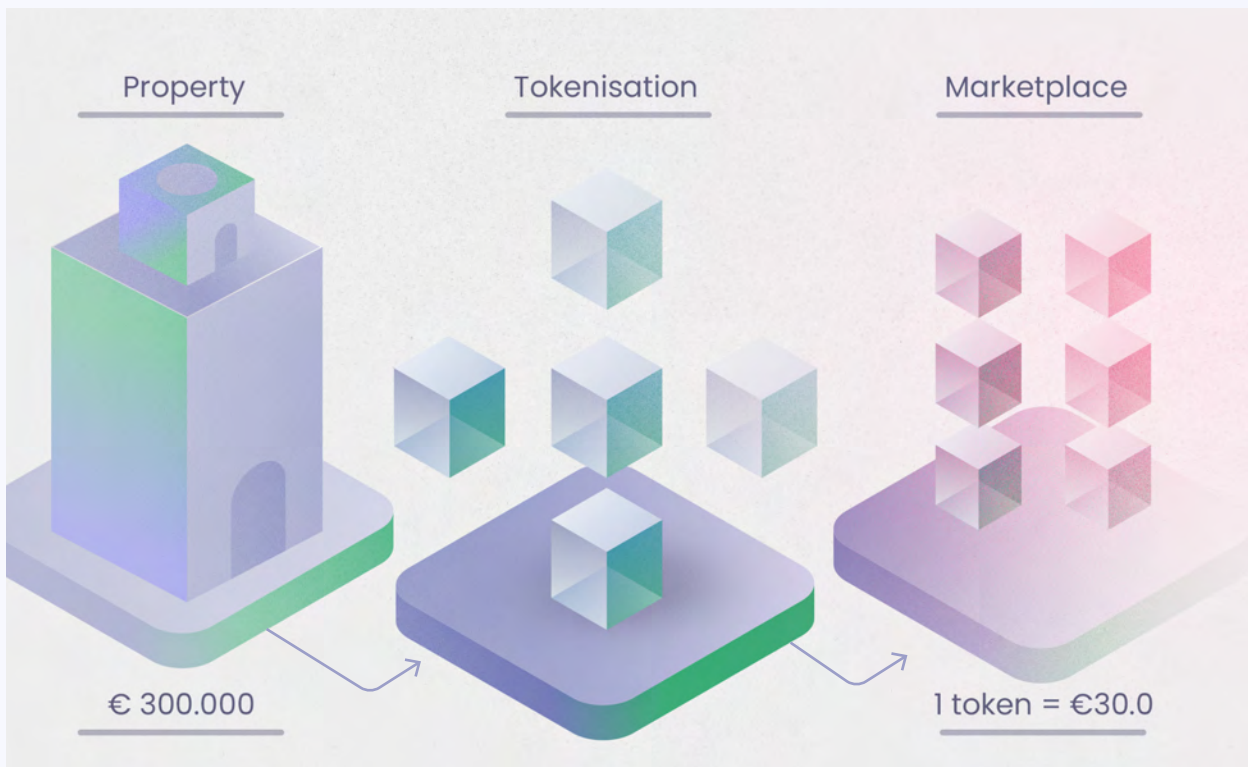 Property
Tokenisation
Marketplace
€ 300.000
1 token = €30.0